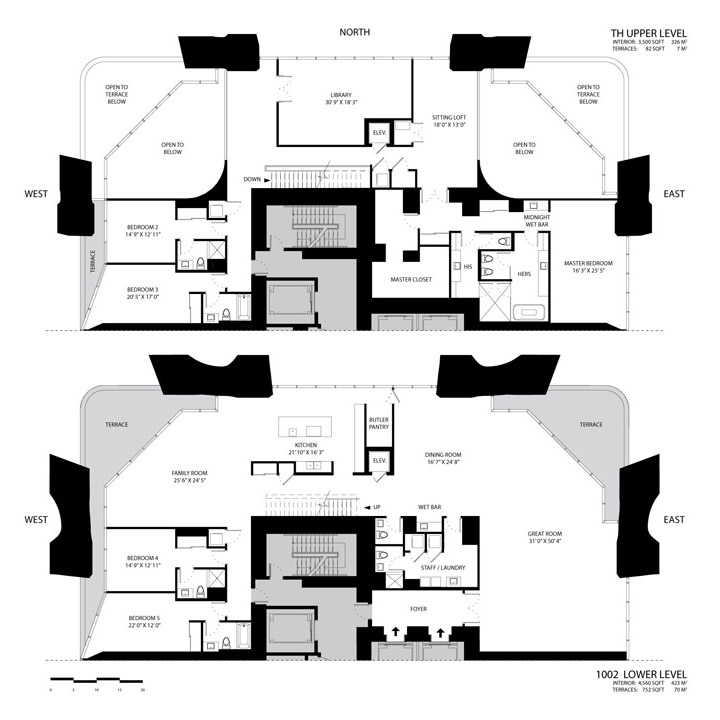 NORTH
TH UPPER LEVEL
INTERIOR: 3,500 SQFT 326 M²
TERRACES: 82 SQFT 7 M²
OPEN TO
TERRACE
BELOW
OPEN TO
BELOW
LIBRARY
30'9" X 18'3"
ELEV.
SITTING LOFT
18'0" X 13'0"
OPEN TO
TERRACE
BELOW
OPEN TO
BELOW
WEST
DOWN
EAST
BEDROOM 2
14'9" X 12'11"
MIDNIGHT
WET BAR
TERRACE
BEDROOM 3
20'5" X 17'0"
MASTER CLOSET
HIS
HERS
MASTER BEDROOM
16'3" X 25'5"
TERRACE
KITCHEN
21'10" X 16'3"
BUTLER
PANTRY
TERRACE
FAMILY ROOM
25'6" X 24'5"
ELEV.
DINING ROOM
16'7" X 24'8"
WEST
UP
WET BAR
EAST
GREAT ROOM
31'0" X 50'4"
BEDROOM 4
14'9" X 12'11"
STAFF / LAUNDRY
BEDROOM 5
22'0" X 12'0"
FOYER
1002 LOWER LEVEL
INTERIOR: 4,560 SQFT 423 M²
TERRACES: 752 SQFT 70 M²
0 5 10 15 20